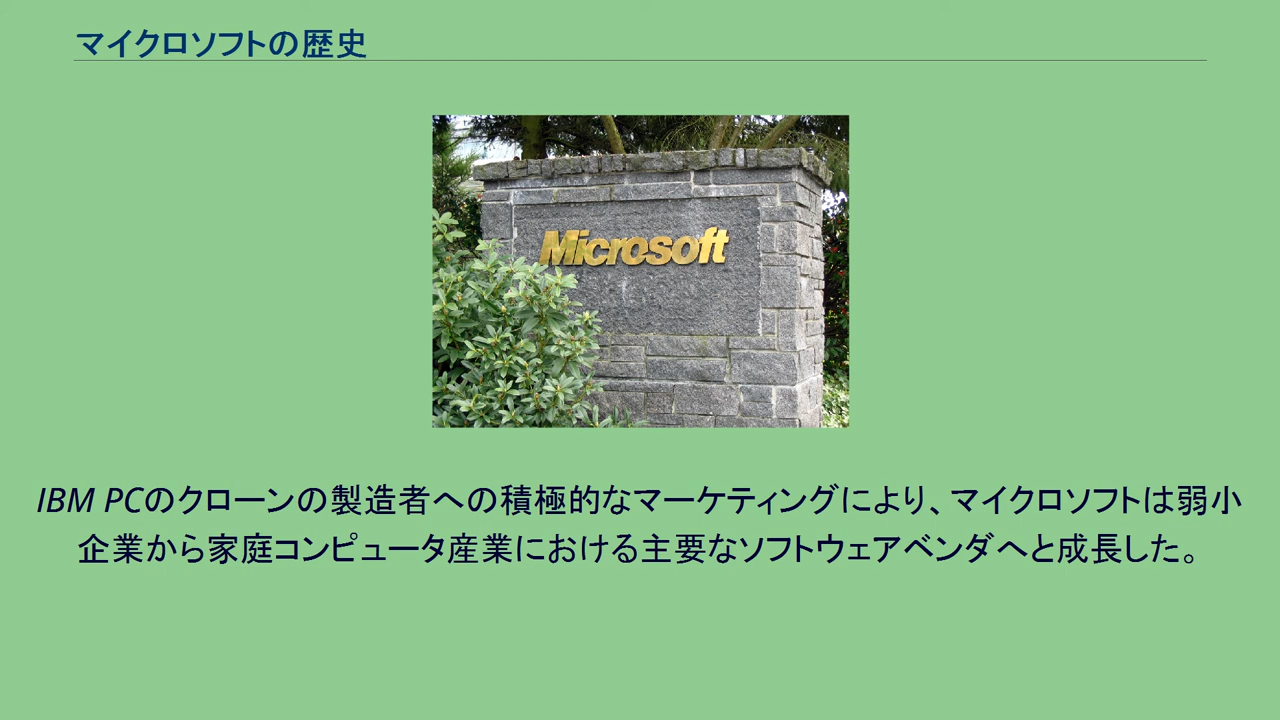 マイクロソフトの歴史
Microsoft
IBM PCのクローンの製造者への積極的なマーケティングにより、マイクロソフトは弱小
企業から家庭コンピュータ産業における主要なソフトウェアベンダへと成長した。